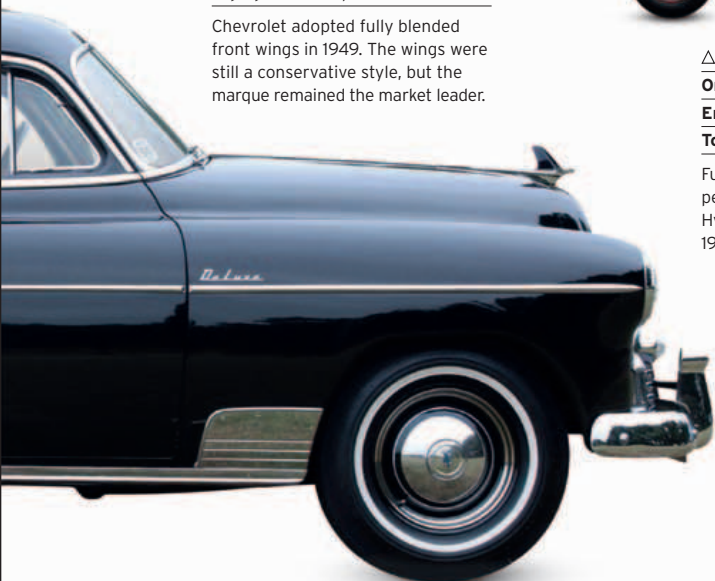 Chevrolet adopted fully blended
front wings in 1949. The wings were
still a conservative style, but the
marque remained the market leader.
Deluxe